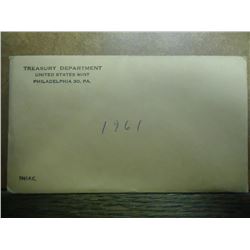 TREASURY DEPARTMENT
UNITED STATES MINT
PHILADELPHIA 30, PA.
1961